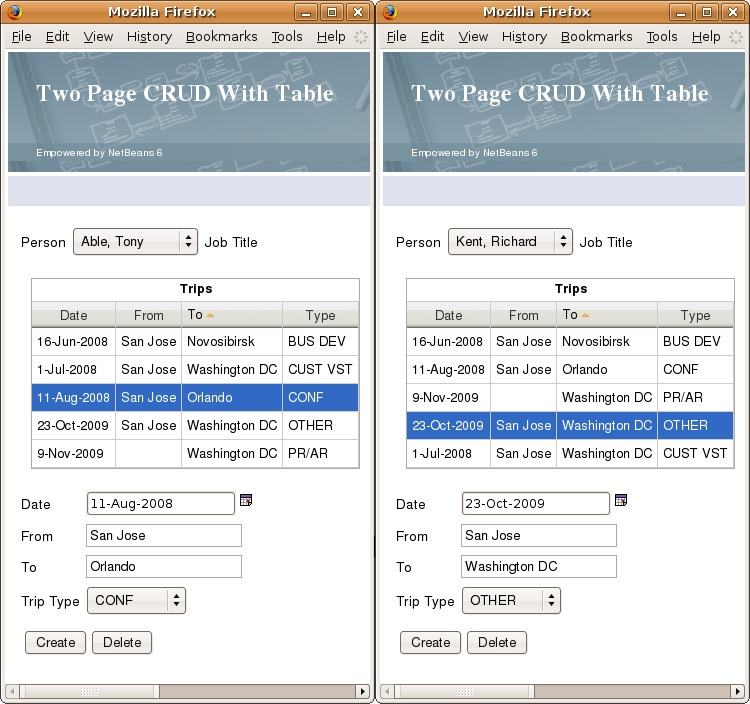 Mozilla Firefox
File Edit View History Bookmarks Tools Help
Two Page CRUD With Table
Empowered by NetBeans 6
Person Able, Tony Job Title
Trips
Date From To Type
16-Jun-2008 San Jose Novosibirsk BUS DEV
1-Jul-2008 San Jose Washington DC CUST VST
11-Aug-2008 San Jose Orlando CONF
23-Oct-2009 San Jose Washington DC OTHER
9-Nov-2009 Washington DC PR/AR
Date 11-Aug-2008
From San Jose
To Orlando
Trip Type CONF
Create Delete
Mozilla Firefox
File Edit View History Bookmarks Tools Help
Two Page CRUD With Table
Empowered by NetBeans 6
Person Kent, Richard Job Title
Trips
Date From To Type
16-Jun-2008 San Jose Novosibirsk BUS DEV
11-Aug-2008 San Jose Orlando CONF
9-Nov-2009 Washington DC PR/AR
23-Oct-2009 San Jose Washington DC OTHER
1-Jul-2008 San Jose Washington DC CUST VST
Date 23-Oct-2009
From San Jose
To Washington DC
Trip Type OTHER
Create Delete